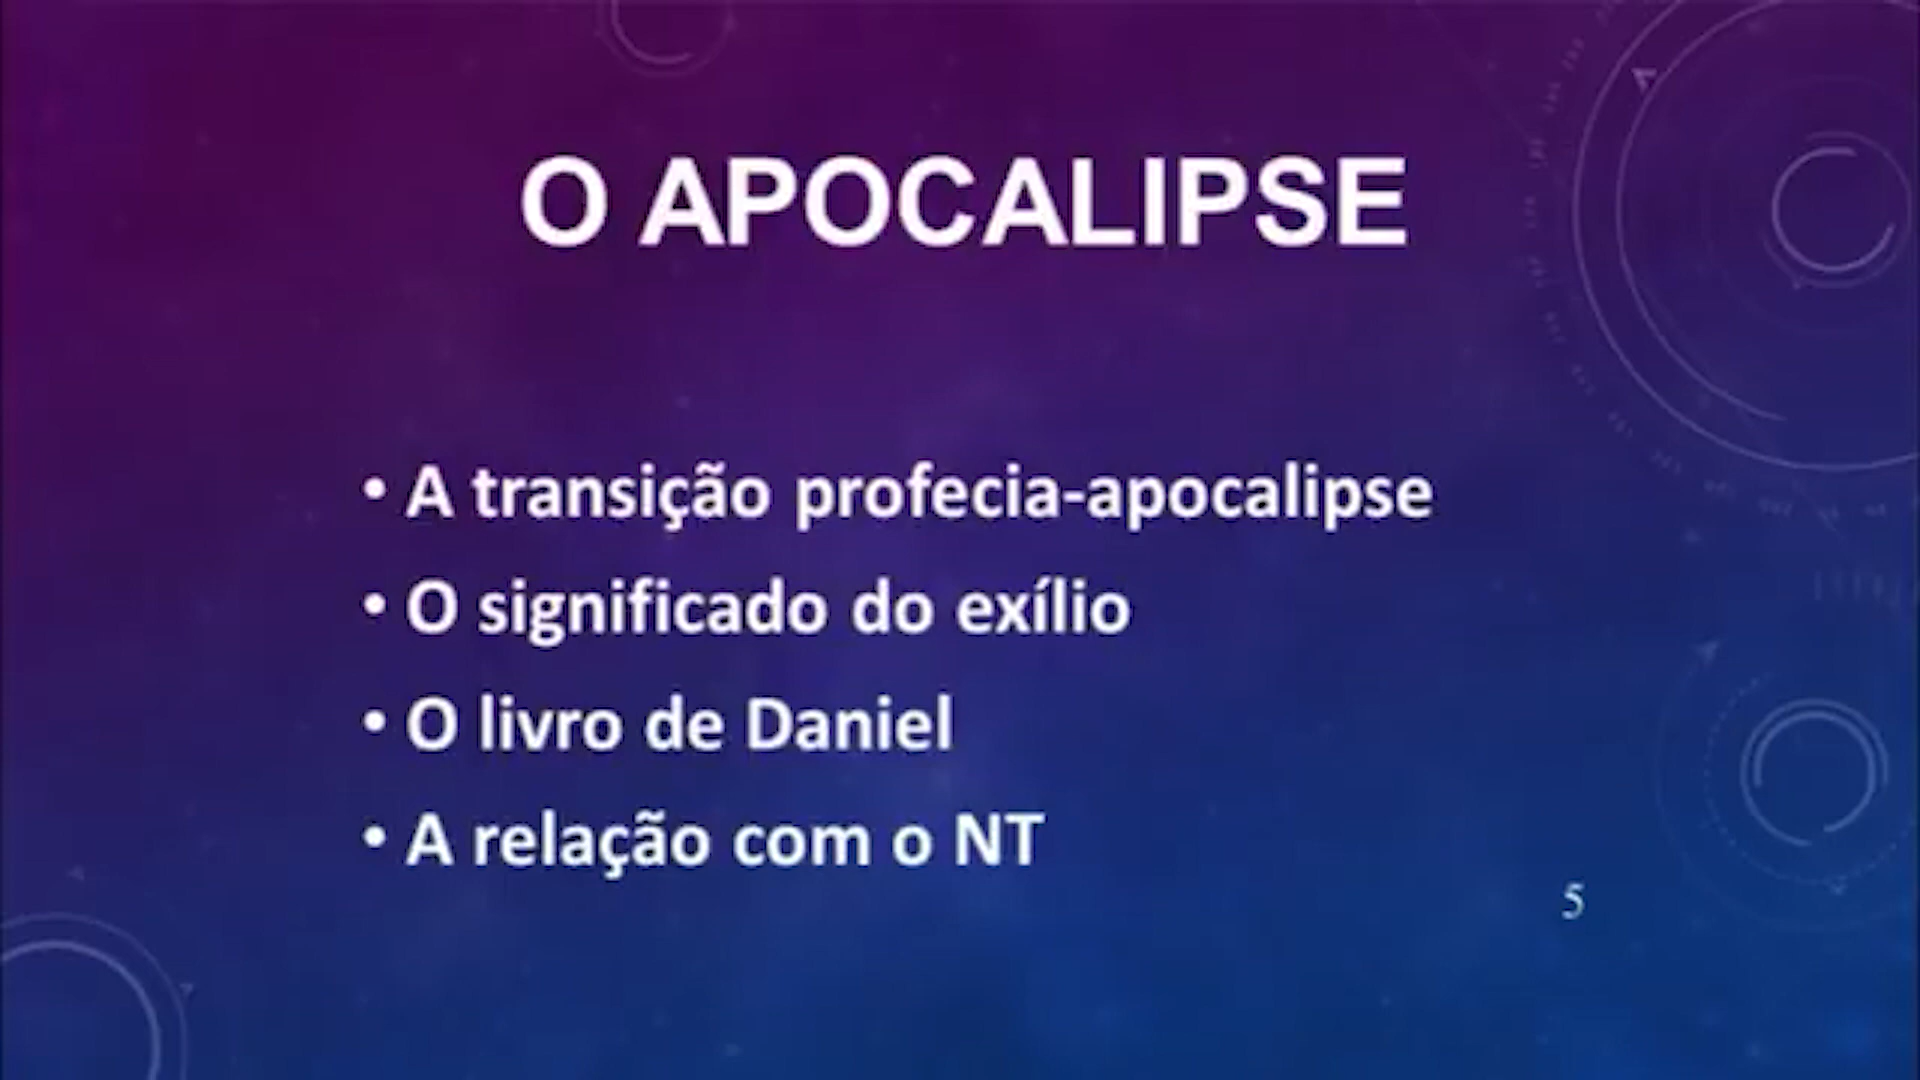 O APOCALIPSE
• A transição profecia-apocalipse
• O significado do exílio
• O livro de Daniel
• A relação com o NT
5